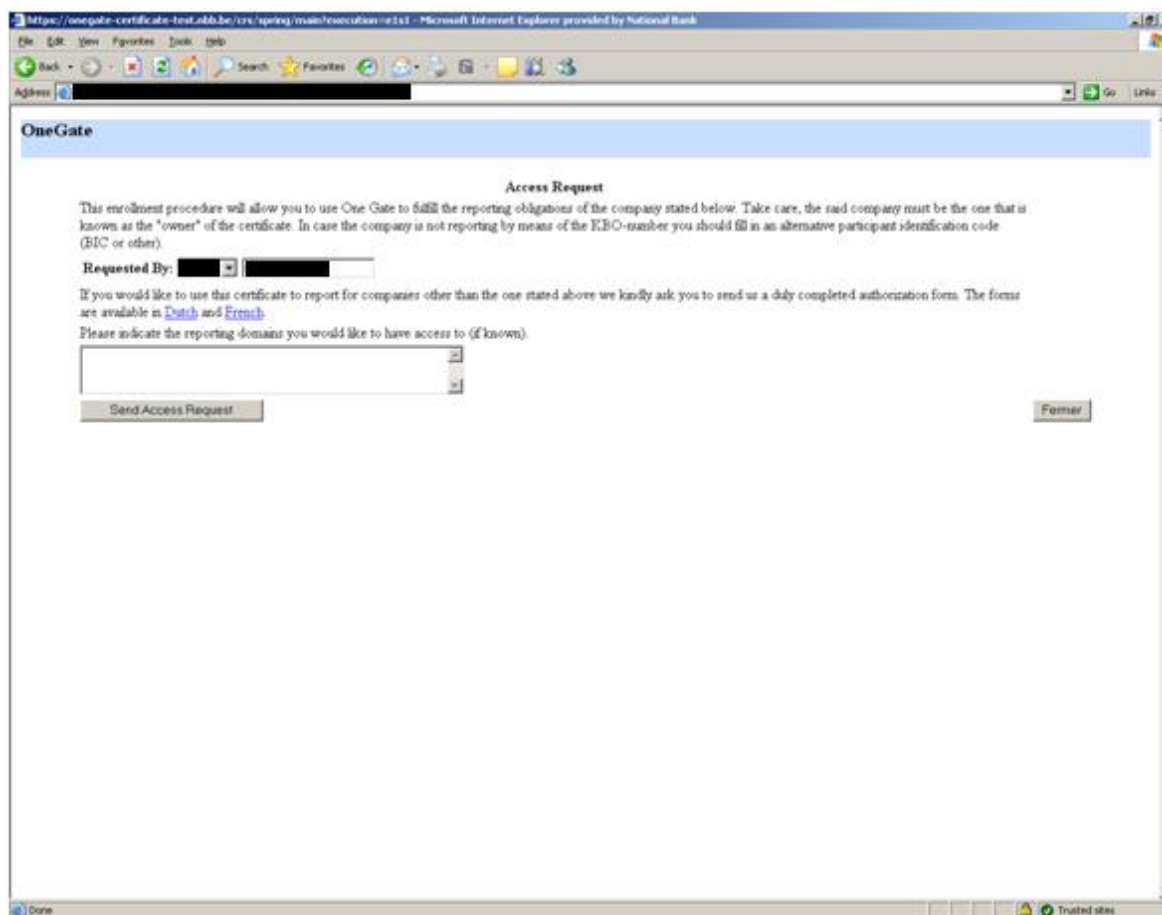 https://onegate-certificate-test.nbb.be/crs/spring/main?execution=e1s1 - Microsoft Internet Explorer provided by National Bank
File Edit View Favorites Tools Help
Back Search Favorites
Address Go Links
OneGate
Access Request
This enrollment procedure will allow you to use One Gate to fulfill the reporting obligations of the company stated below. Take care, the said company must be the one that is
known as the "owner" of the certificate. In case the company is not reporting by means of the KBO-number you should fill in an alternative participant identification code
(BIC or other).
Requested By:
If you would like to use this certificate to report for companies other than the one stated above we kindly ask you to send us a duly completed authorization form. The forms
are available in Dutch and French.
Please indicate the reporting domains you would like to have access to (if known).
Send Access Request Fermer
Done Trusted sites